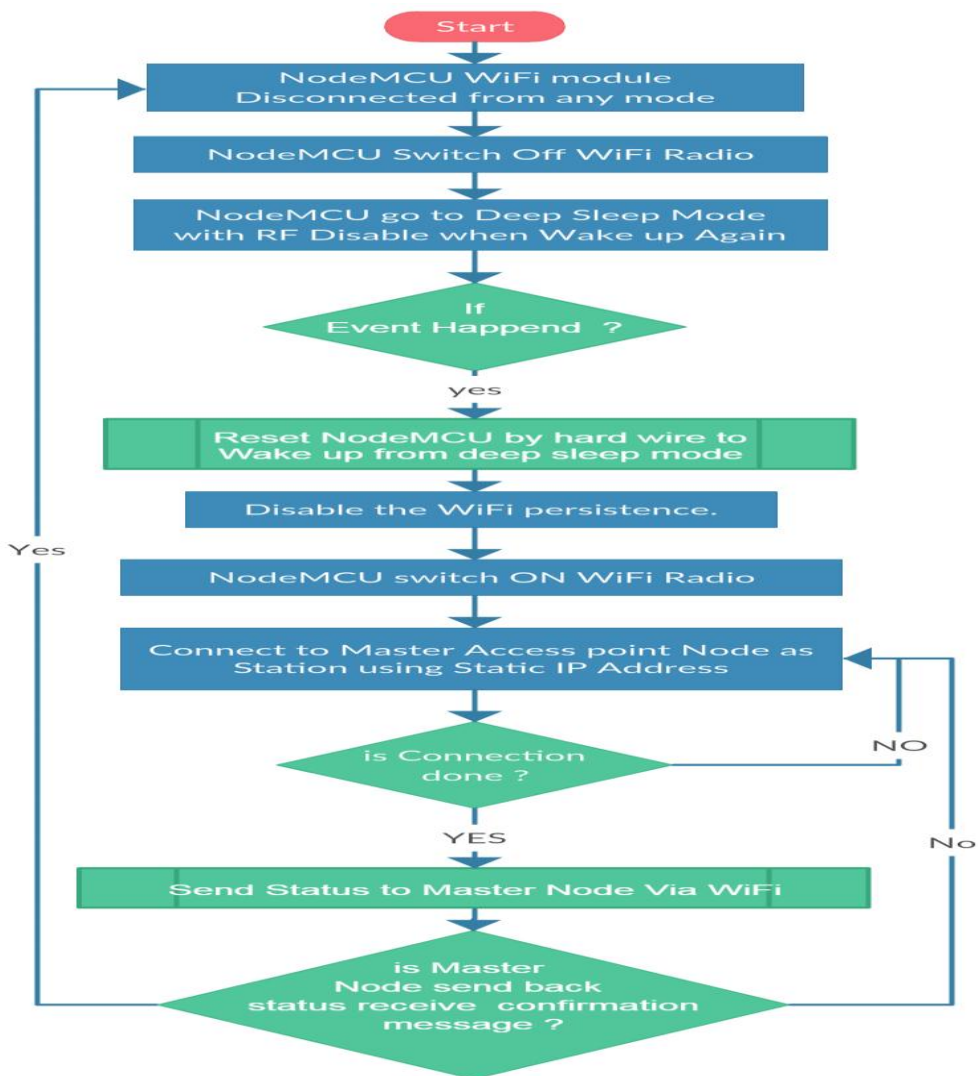 Start
NodeMCU WiFi module
Disconnected from any mode
NodeMCU Switch Off WiFi Radio
NodeMCU go to Deep Sleep Mode
with RF Disable when Wake up Again
If
Event Happend ?
yes
Reset NodeMCU by hard wire to
Wake up from deep sleep mode
Disable the WiFi persistence.
Yes
NodeMCU switch ON WiFi Radio
Connect to Master Access point Node as
Station using Static IP Address
is Connection
done ?
NO
YES
No
Send Status to Master Node Via WiFi
is Master
Node send back
status receive confirmation
message ?